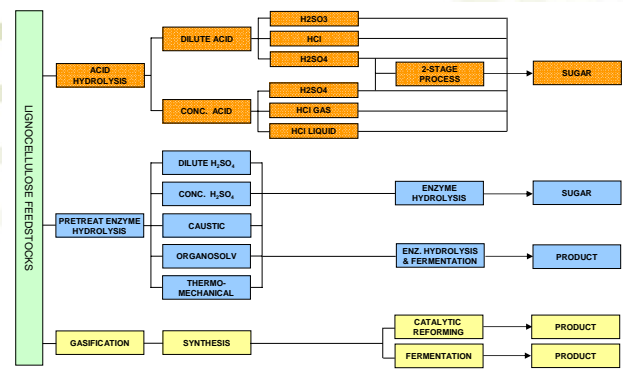 LIGNOCELLULOSE FEEDSTOCKS
ACID
HYDROLYSIS
DILUTE ACID
CONC. ACID
H2SO3
HCl
H2SO4
H2SO4
HCl GAS
HCl LIQUID
2-STAGE
PROCESS
SUGAR
PRETREAT ENZYME
HYDROLYSIS
DILUTE H₂SO₄
CONC. H₂SO₄
CAUSTIC
ORGANOSOLV
THERMO-
MECHANICAL
ENZYME
HYDROLYSIS
SUGAR
ENZ. HYDROLYSIS
& FERMENTATION
PRODUCT
GASIFICATION
SYNTHESIS
CATALYTIC
REFORMING
PRODUCT
FERMENTATION
PRODUCT